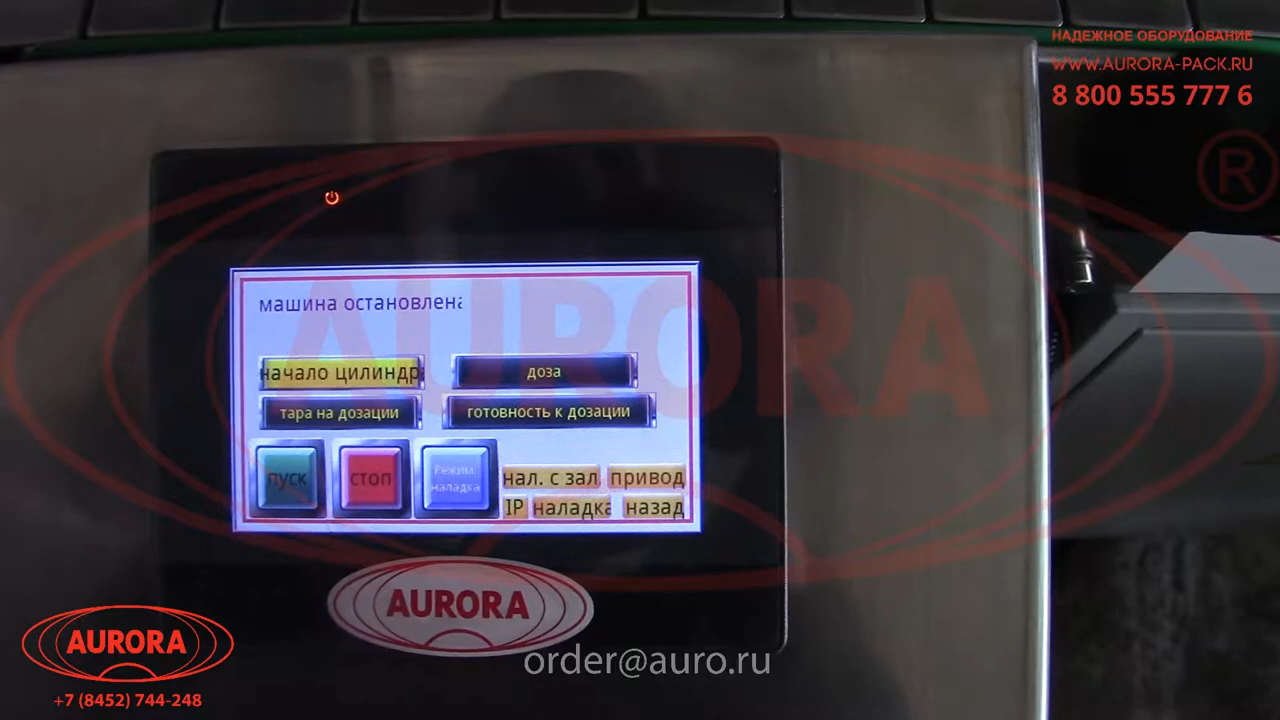 НАДЕЖНОЕ ОБОРУДОВАНИЕ
WWW.AURORA-PACK.RU
8 800 555 777 6
®
AURORA
машина остановлена
начало цилиндра
доза
тара на дозации
готовность к дозации
пуск
стоп
Режим:
наладка
нал. с зал
привод
IP
наладка
назад
AURORA
order@auro.ru
AURORA
+7 (8452) 744-248